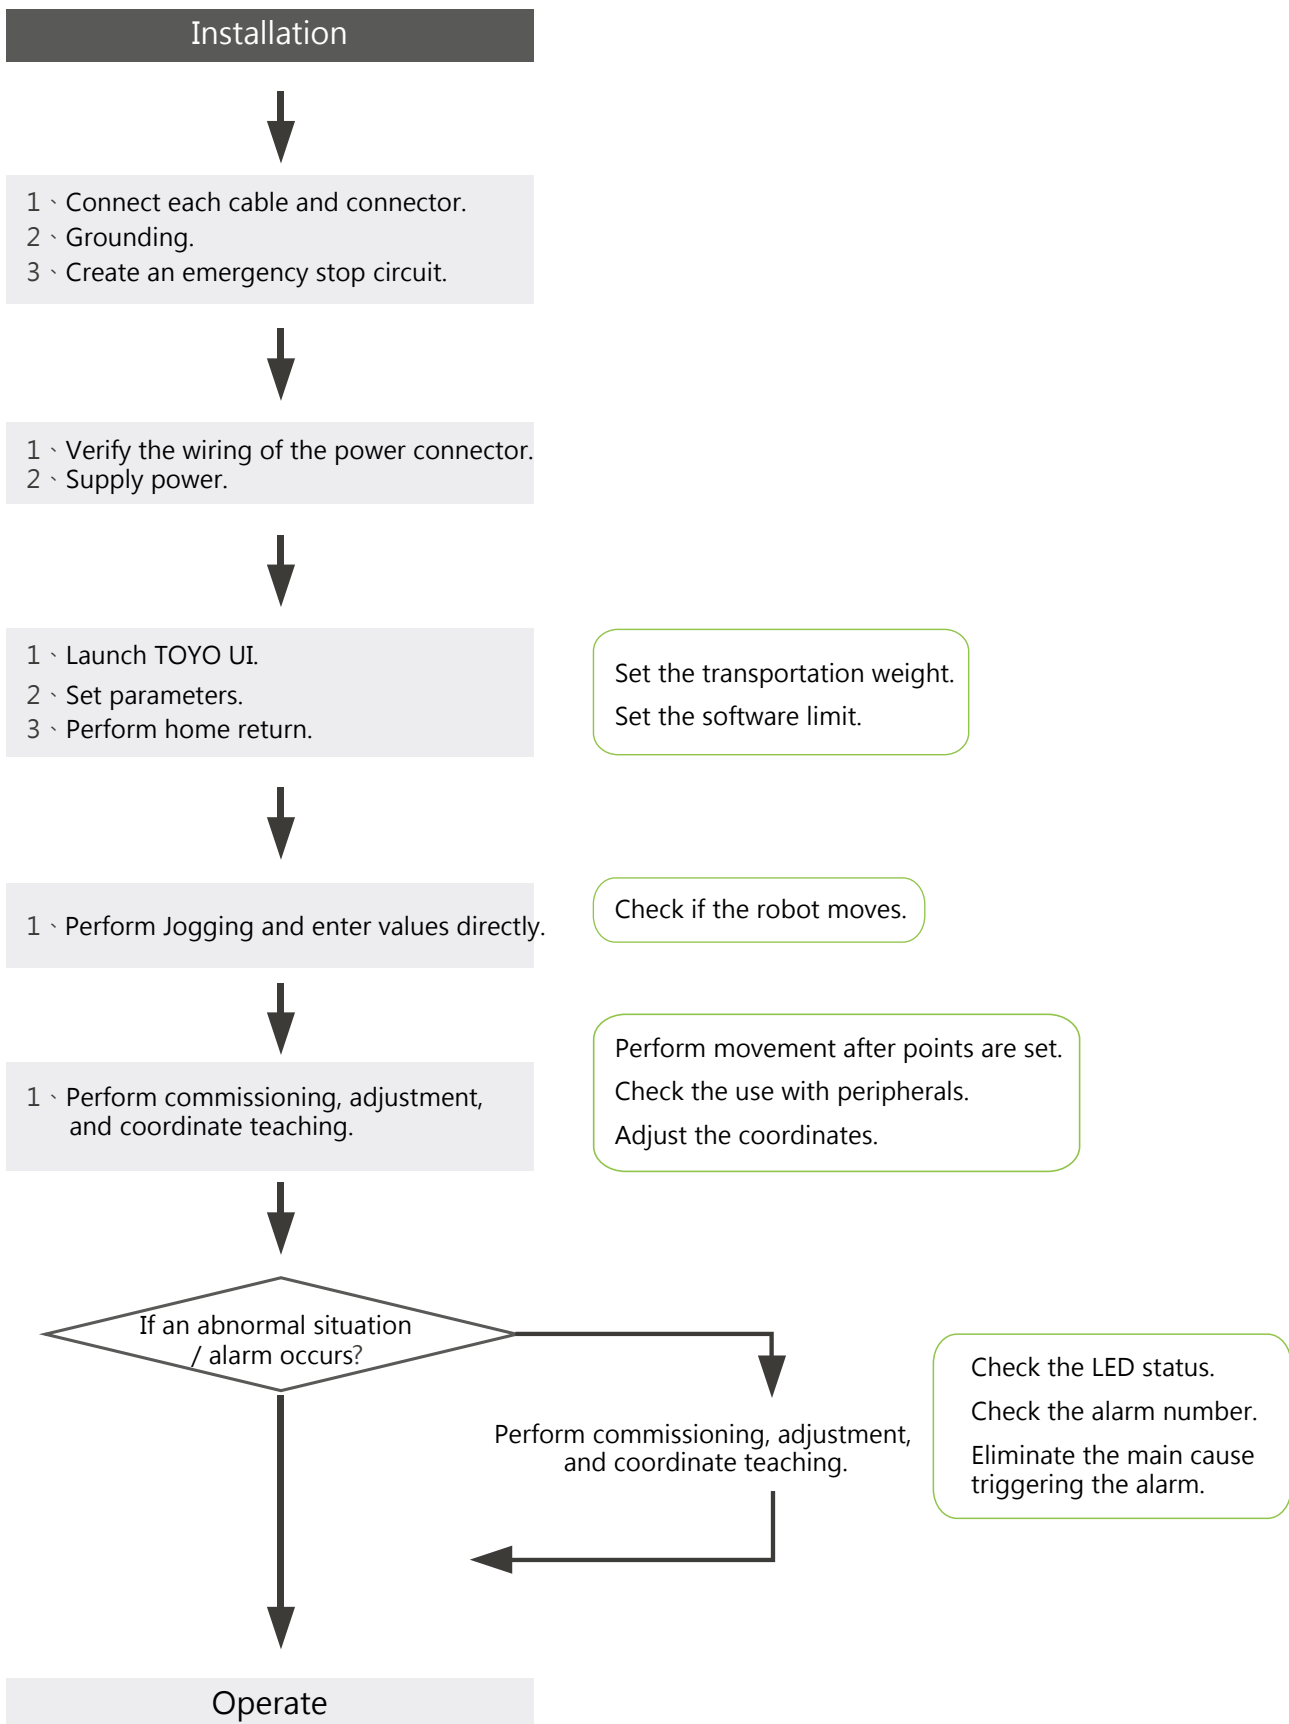 Installation
1、Connect each cable and connector.
2、Grounding.
3、Create an emergency stop circuit.
1、Verify the wiring of the power connector.
2、Supply power.
1、Launch TOYO UI.
2、Set parameters.
3、Perform home return.
Set the transportation weight.
Set the software limit.
1、Perform Jogging and enter values directly.
Check if the robot moves.
1、Perform commissioning, adjustment,
and coordinate teaching.
Perform movement after points are set.
Check the use with peripherals.
Adjust the coordinates.
If an abnormal situation
/ alarm occurs?
Perform commissioning, adjustment,
and coordinate teaching.
Check the LED status.
Check the alarm number.
Eliminate the main cause
triggering the alarm.
Operate